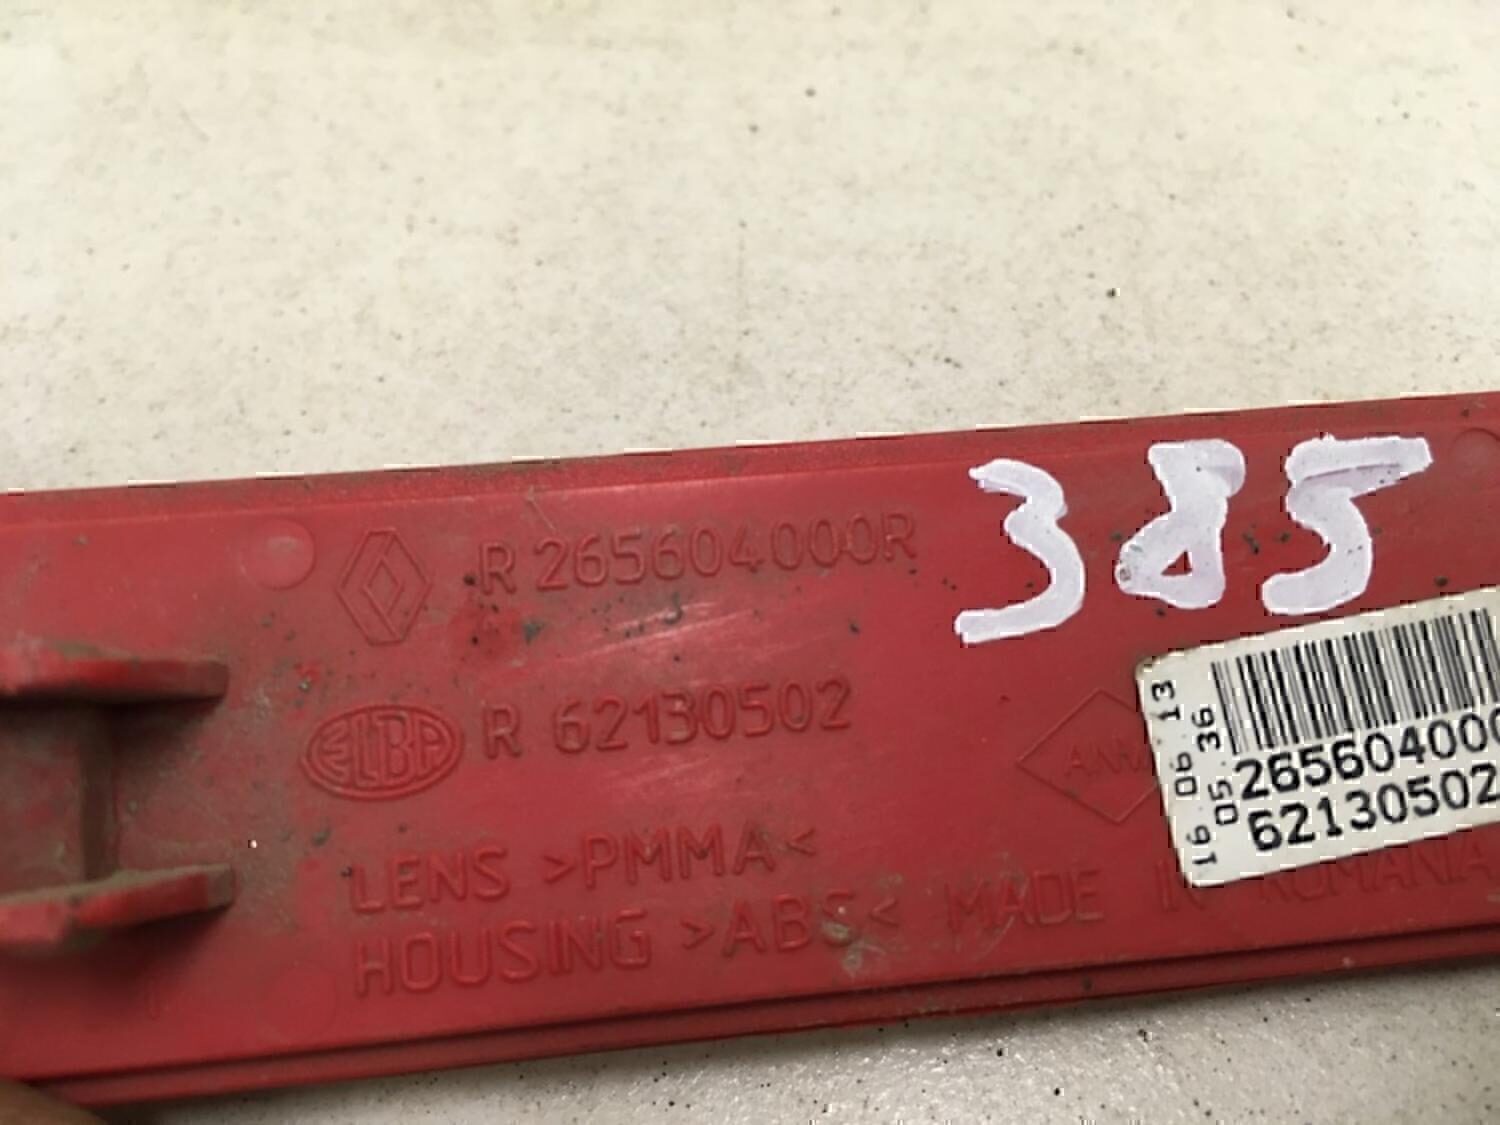 385
R 265604000R
ELBA R 62130502
LENS >PMMA<
HOUSING >ABS< MADE IN ROMANIA
16 06 13
05 36
265604000
62130502